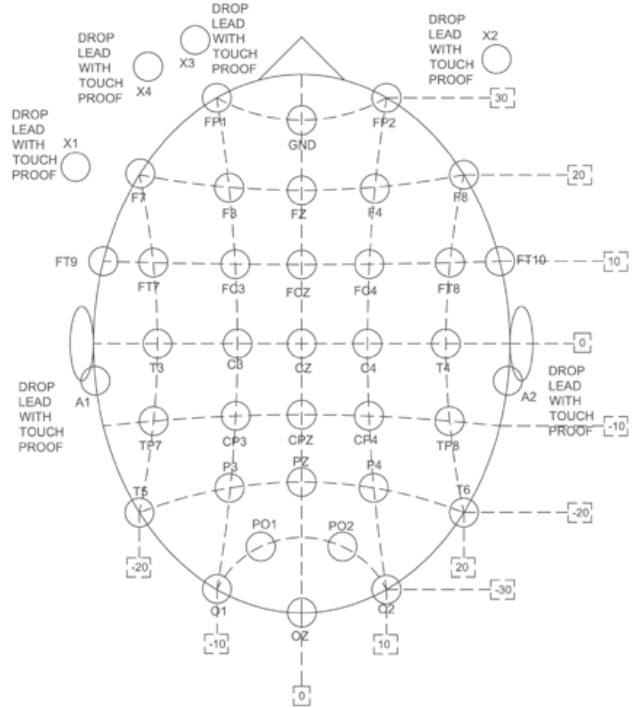 DROP
LEAD
WITH
TOUCH
PROOF
X3
DROP
LEAD
WITH
TOUCH
PROOF
X2
DROP
LEAD
WITH
TOUCH
PROOF
X4
DROP
LEAD
WITH
TOUCH
PROOF
X1
FP1
GND
FP2
30
F7
F3
FZ
F4
F8
20
FT9
FT7
FC3
FCZ
FC4
FT8
FT10
10
T3
C3
CZ
C4
T4
0
DROP
LEAD
WITH
TOUCH
PROOF
A1
A2
DROP
LEAD
WITH
TOUCH
PROOF
TP7
CP3
CPZ
CP4
TP8
-10
T5
P3
PZ
P4
T6
-20
PO1
PO2
-20
20
O1
OZ
O2
-30
-10
10
0